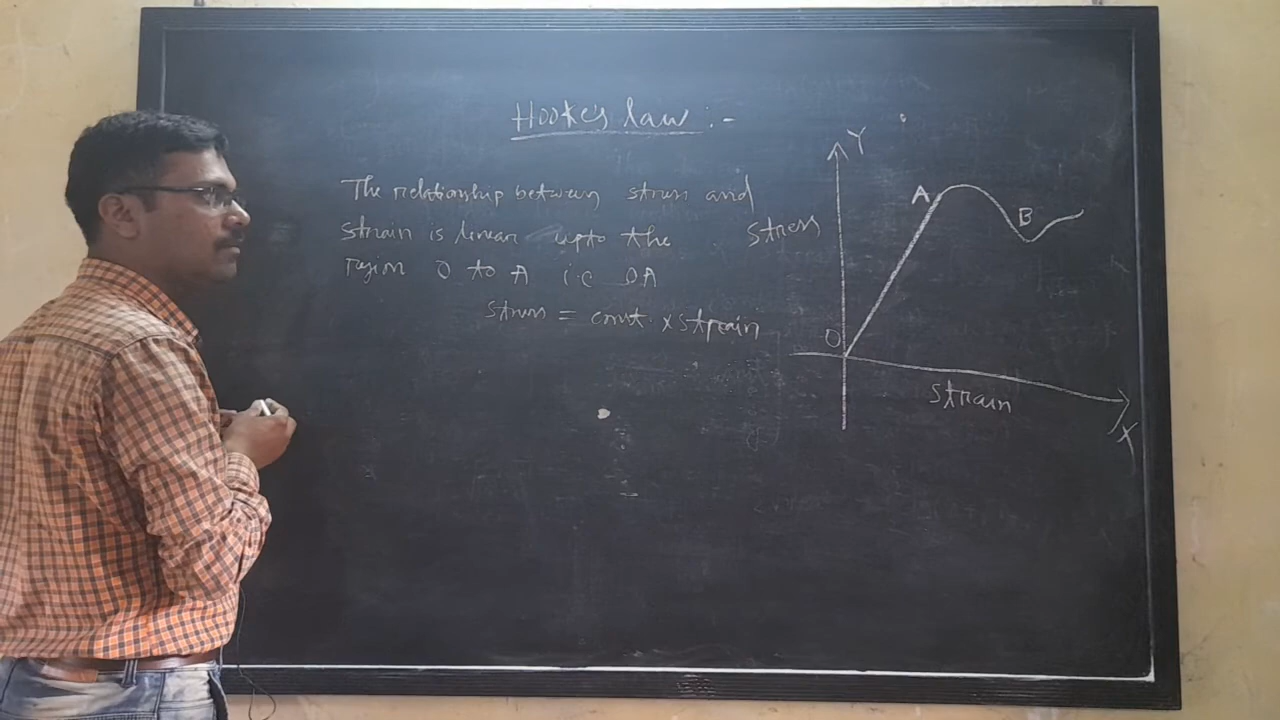 Hooke's law :-
The relationship between stress and
strain is linear upto the
region O to A i.e OA
Stress = const. x strain
Y
A
B
Stress
O
Strain
X